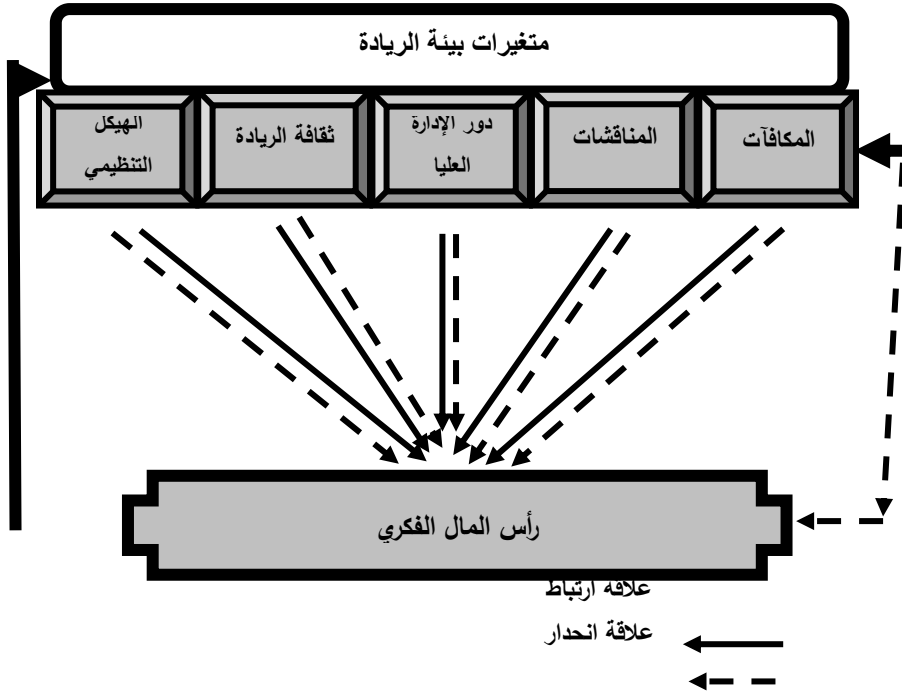 متغيرات بيئة الريادة
المكافآت
المناقشات
دور الإدارة
العليا
ثقافة الريادة
الهيكل
التنظيمي
رأس المال الفكري
علاقة ارتباط
علاقة انحدار